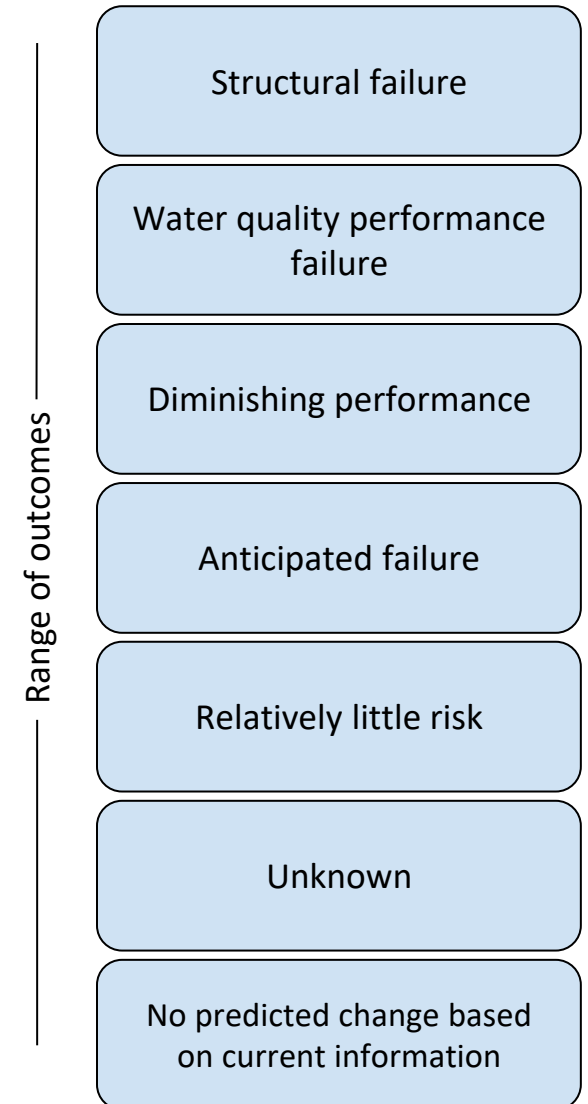 Range of outcomes
Structural failure
Water quality performance
failure
Diminishing performance
Anticipated failure
Relatively little risk
Unknown
No predicted change based
on current information